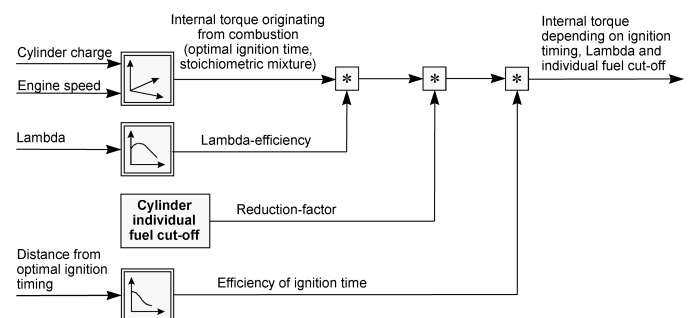 Internal torque originating
from combustion
(optimal ignition time,
stoichiometric mixture)
Internal torque
depending on ignition
timing, Lambda and
individual fuel cut-off
Cylinder charge
Engine speed
*
*
*
Lambda
Lambda-efficiency
Cylinder
individual
fuel cut-off
Reduction-factor
Distance from
optimal ignition
timing
Efficiency of ignition time